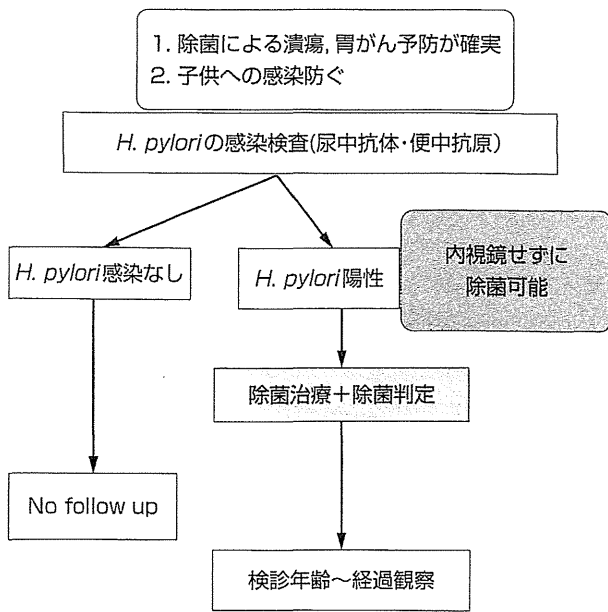 1. 除菌による潰瘍, 胃がん予防が確実
2. 子供への感染防ぐ
H. pyloriの感染検査(尿中抗体・便中抗原)
H. pylori感染なし
H. pylori陽性
内視鏡せずに
除菌可能
除菌治療+除菌判定
No follow up
検診年齢~経過観察